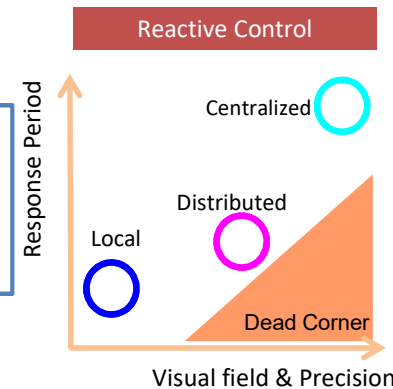 Reactive Control
Response Period
Centralized
Distributed
Local
Dead Corner
Visual field & Precision